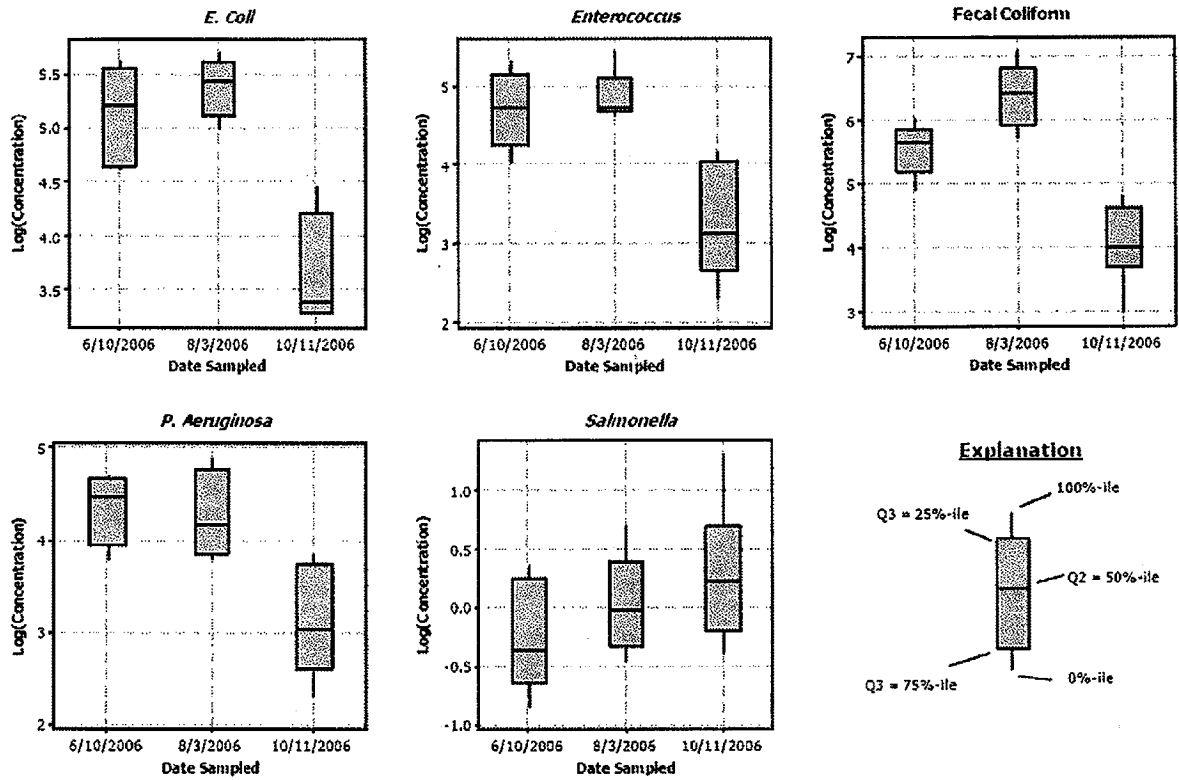 E. Coli
5.5
5.0
4.5
4.0
3.5
Log(Concentration)
6/10/2006 8/3/2006 10/11/2006
Date Sampled
Enterococcus
5
4
3
2
Log(Concentration)
6/10/2006 8/3/2006 10/11/2006
Date Sampled
Fecal Coliform
7
6
5
4
3
Log(Concentration)
6/10/2006 8/3/2006 10/11/2006
Date Sampled
P. Aeruginosa
5
4
3
2
Log(Concentration)
6/10/2006 8/3/2006 10/11/2006
Date Sampled
Salmonella
1.0
0.5
0.0
-0.5
-1.0
Log(Concentration)
6/10/2006 8/3/2006 10/11/2006
Date Sampled
Explanation
100%-ile
Q3 = 25%-ile
Q2 = 50%-ile
Q3 = 75%-ile
0%-ile